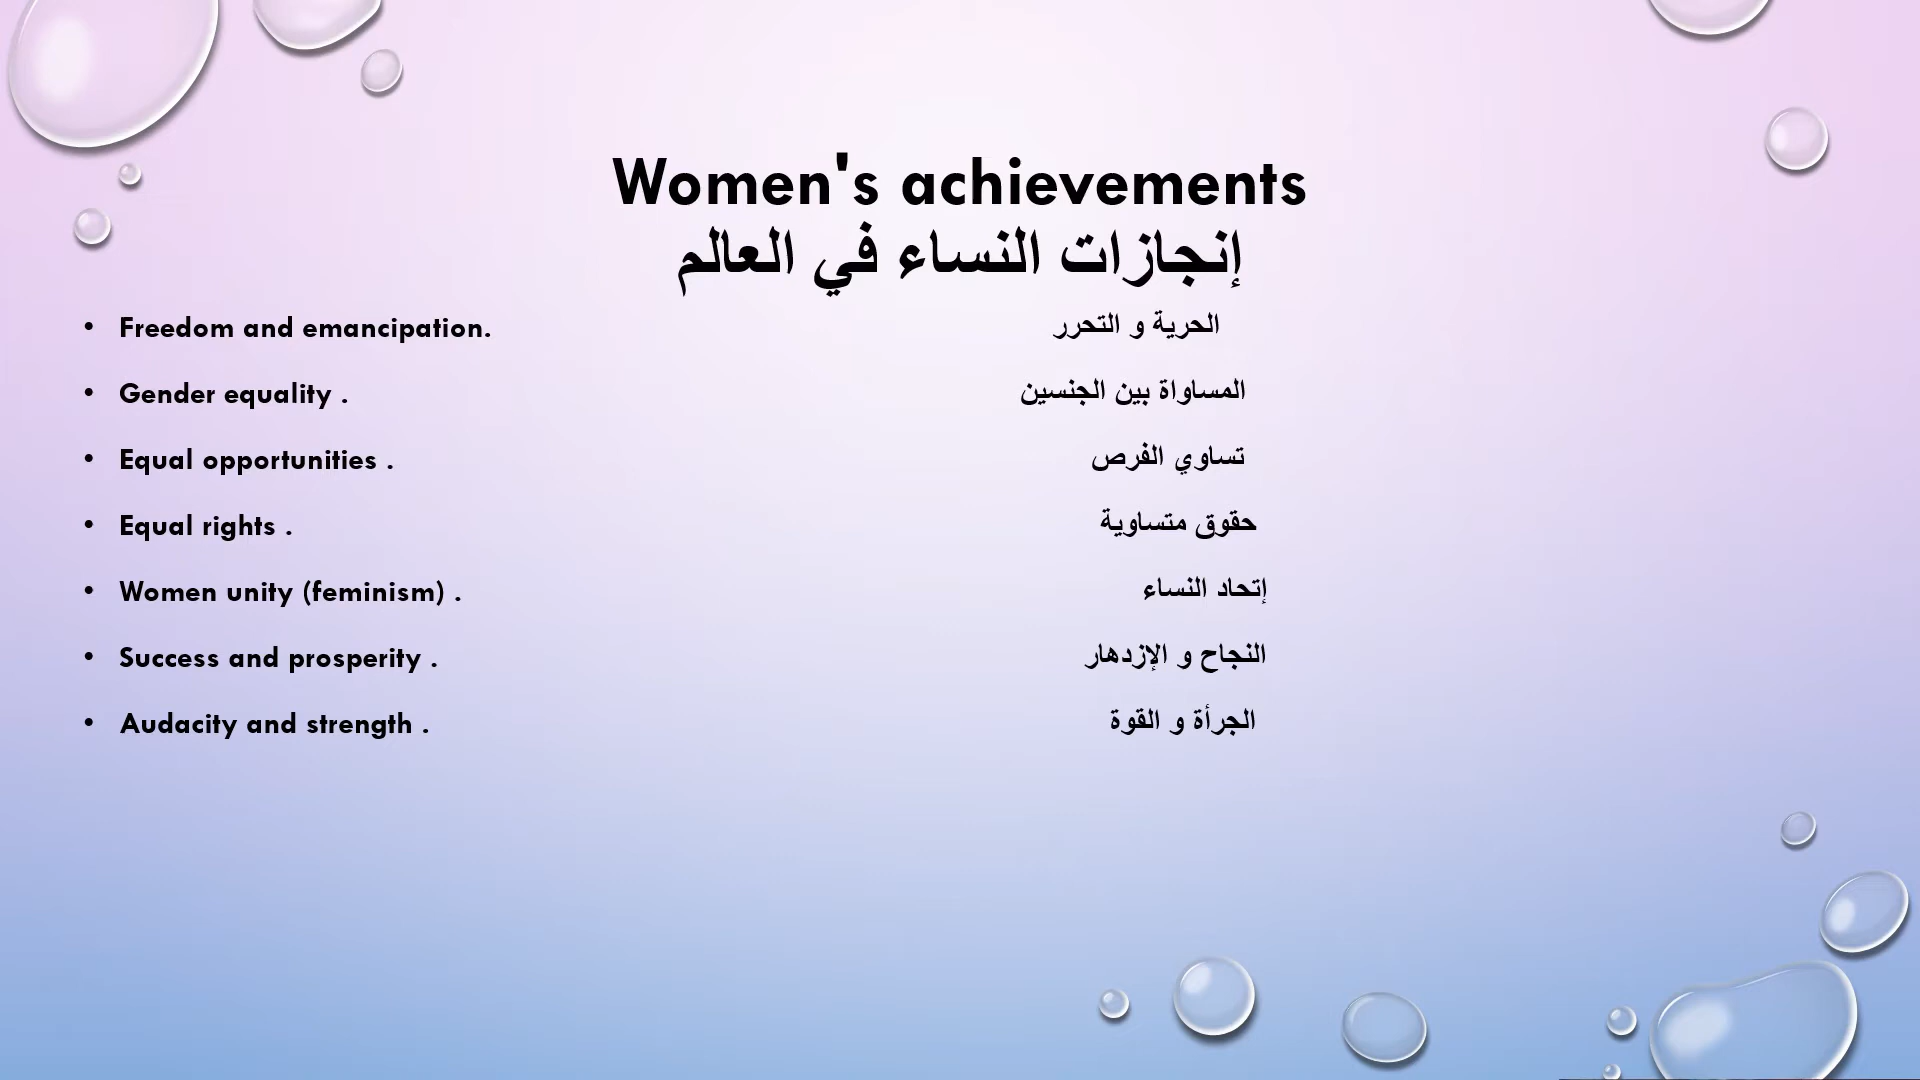 Women's achievements
إنجازات النساء في العالم
• Freedom and emancipation. الحرية و التحرر
• Gender equality . المساواة بين الجنسين
• Equal opportunities . تساوي الفرص
• Equal rights . حقوق متساوية
• Women unity (feminism) . إتحاد النساء
• Success and prosperity . النجاح و الإزدهار
• Audacity and strength . الجرأة و القوة